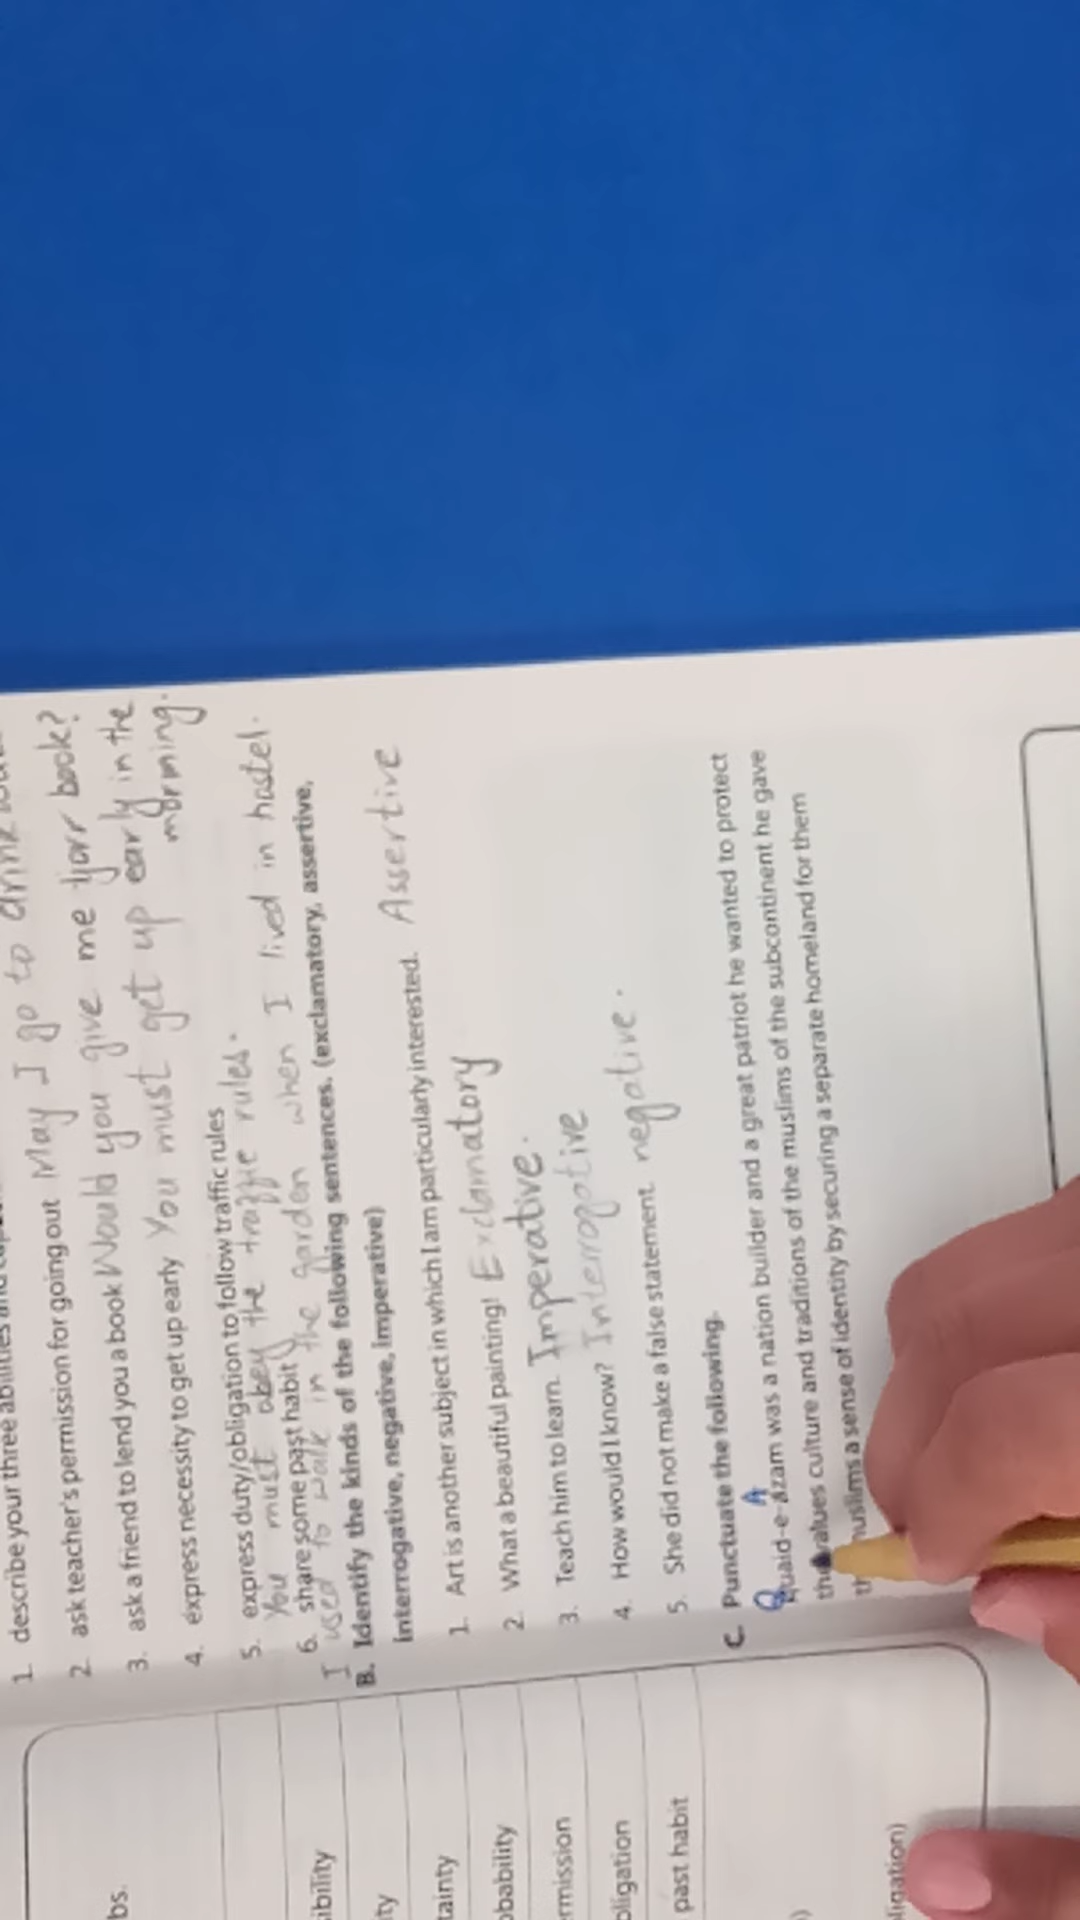 1. describe your three abilities and
2. ask teacher's permission for going out May I go to drink
3. ask a friend to lend you a book Would you give me your book?
4. express necessity to get up early You must get up early in the
morning.
5. express duty/obligation to follow traffic rules
You must obey the traffic rules.
6. share some past habit
I used to walk in the garden when I lived in hostel.
B. Identify the kinds of the following sentences. (exclamatory, assertive,
interrogative, negative, imperative)
1. Art is another subject in which I am particularly interested. Assertive
2. What a beautiful painting! Exclamatory
3. Teach him to learn. Imperative.
4. How would I know? Interrogative
5. She did not make a false statement. negative.
C. Punctuate the following.
Quaid-e-Azam was a nation builder and a great patriot he wanted to protect
the values culture and traditions of the muslims of the subcontinent he gave
muslims a sense of identity by securing a separate homeland for them
bs.
ibility
ty
tainty
obability
rmission
bligation
past habit
ligation)